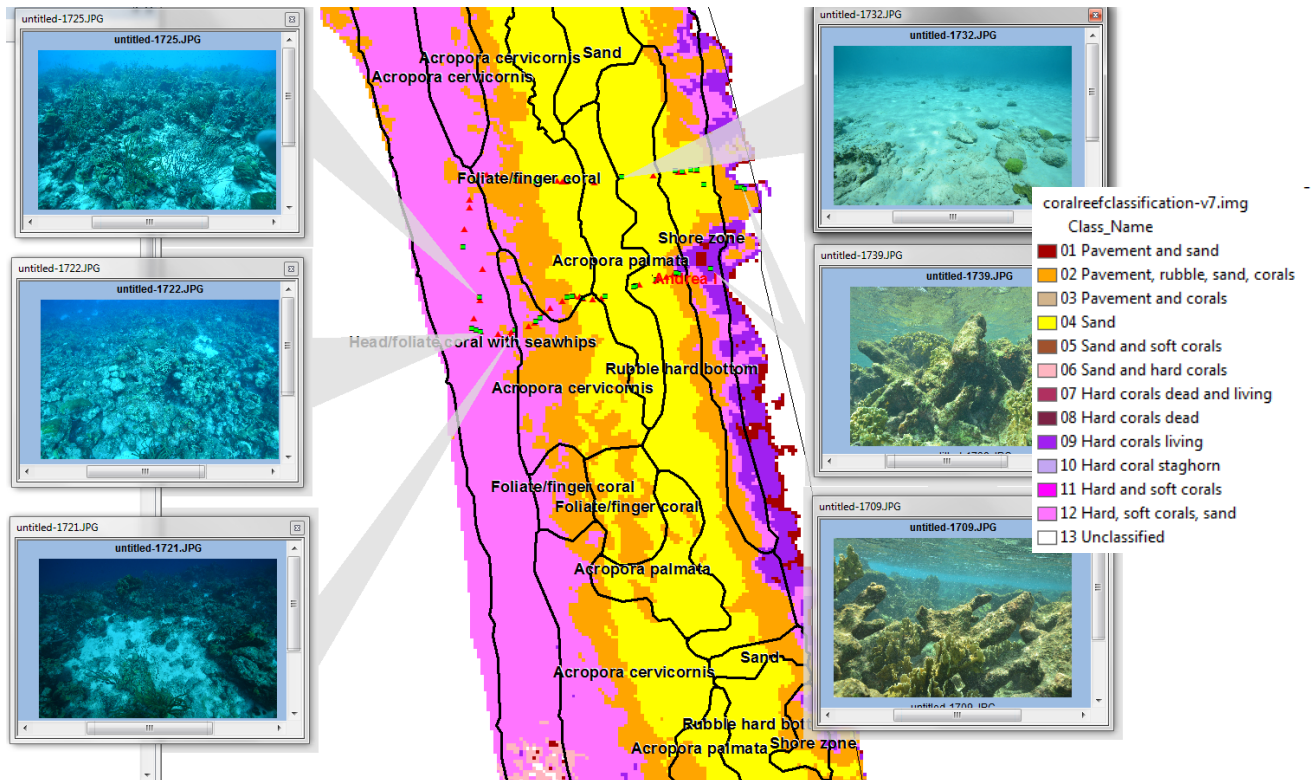 untitled-1725.JPG
untitled-1725.JPG
untitled-1722.JPG
untitled-1722.JPG
untitled-1721.JPG
untitled-1721.JPG
Acropora cervicornis
Sand
Acropora cervicornis
Foliate/finger coral
Shore zone
Acropora palmata
Andrea-I
Head/foliate coral with seawhips
Rubble hard bottom
Acropora cervicornis
Foliate/finger coral
Foliate/finger coral
Acropora palmata
Sand
Acropora cervicornis
Rubble hard bott
Acropora palmata
Shore zone
untitled-1732.JPG
untitled-1732.JPG
untitled-1739.JPG
untitled-1739.JPG
untitled-1709.JPG
untitled-1709.JPG
untitled-1709.JPG
coralreefclassification-v7.img
Class_Name
01 Pavement and sand
02 Pavement, rubble, sand, corals
03 Pavement and corals
04 Sand
05 Sand and soft corals
06 Sand and hard corals
07 Hard corals dead and living
08 Hard corals dead
09 Hard corals living
10 Hard coral staghorn
11 Hard and soft corals
12 Hard, soft corals, sand
13 Unclassified